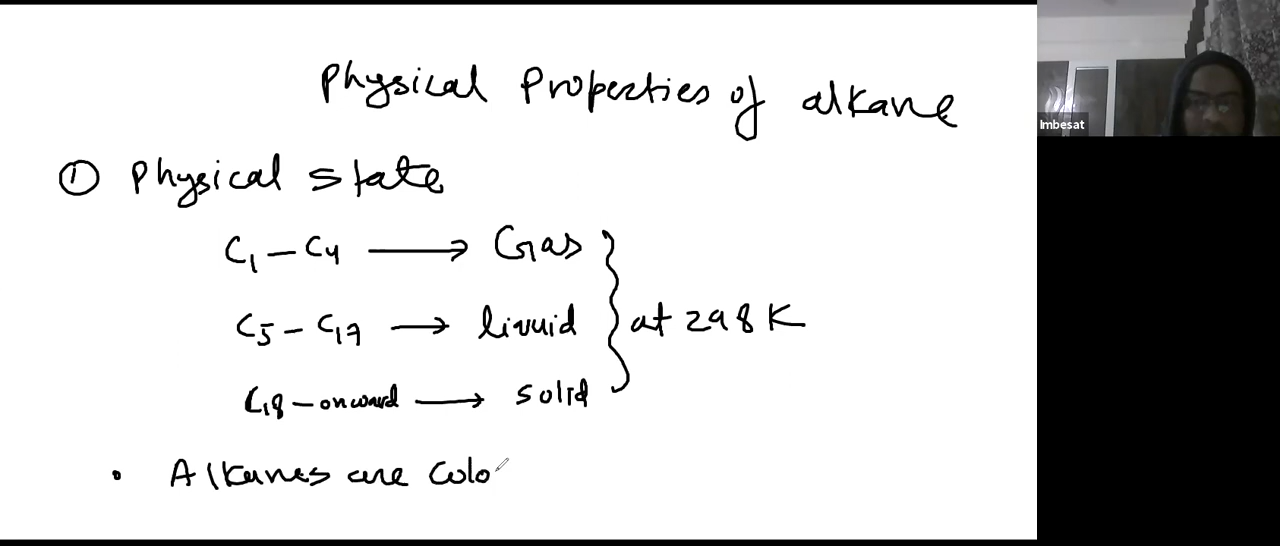 Physical Properties of alkane
① Physical state
C₁ – C₄ ⟶ Gas
C₅ – C₁₇ ⟶ liquid
C₁₈ – onward ⟶ solid
} at 298 K
• Alkanes are Colo
Imbesat